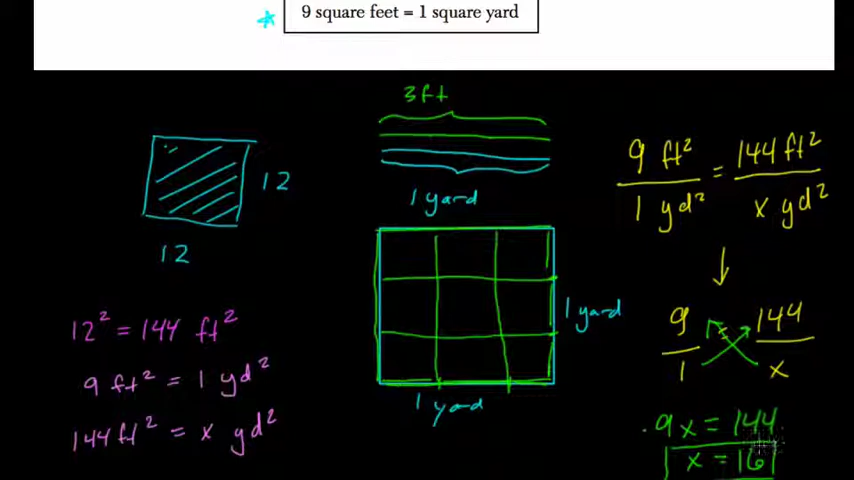 * 9 square feet = 1 square yard
3ft
1 yard
12
12
1 yard
1 yard
12² = 144 ft²
9 ft² = 1 yd²
144 ft² = x yd²
9 ft² / 1 yd² = 144 ft² / x yd²
↓
9 / 1 144 / x
9x = 144
x = 16